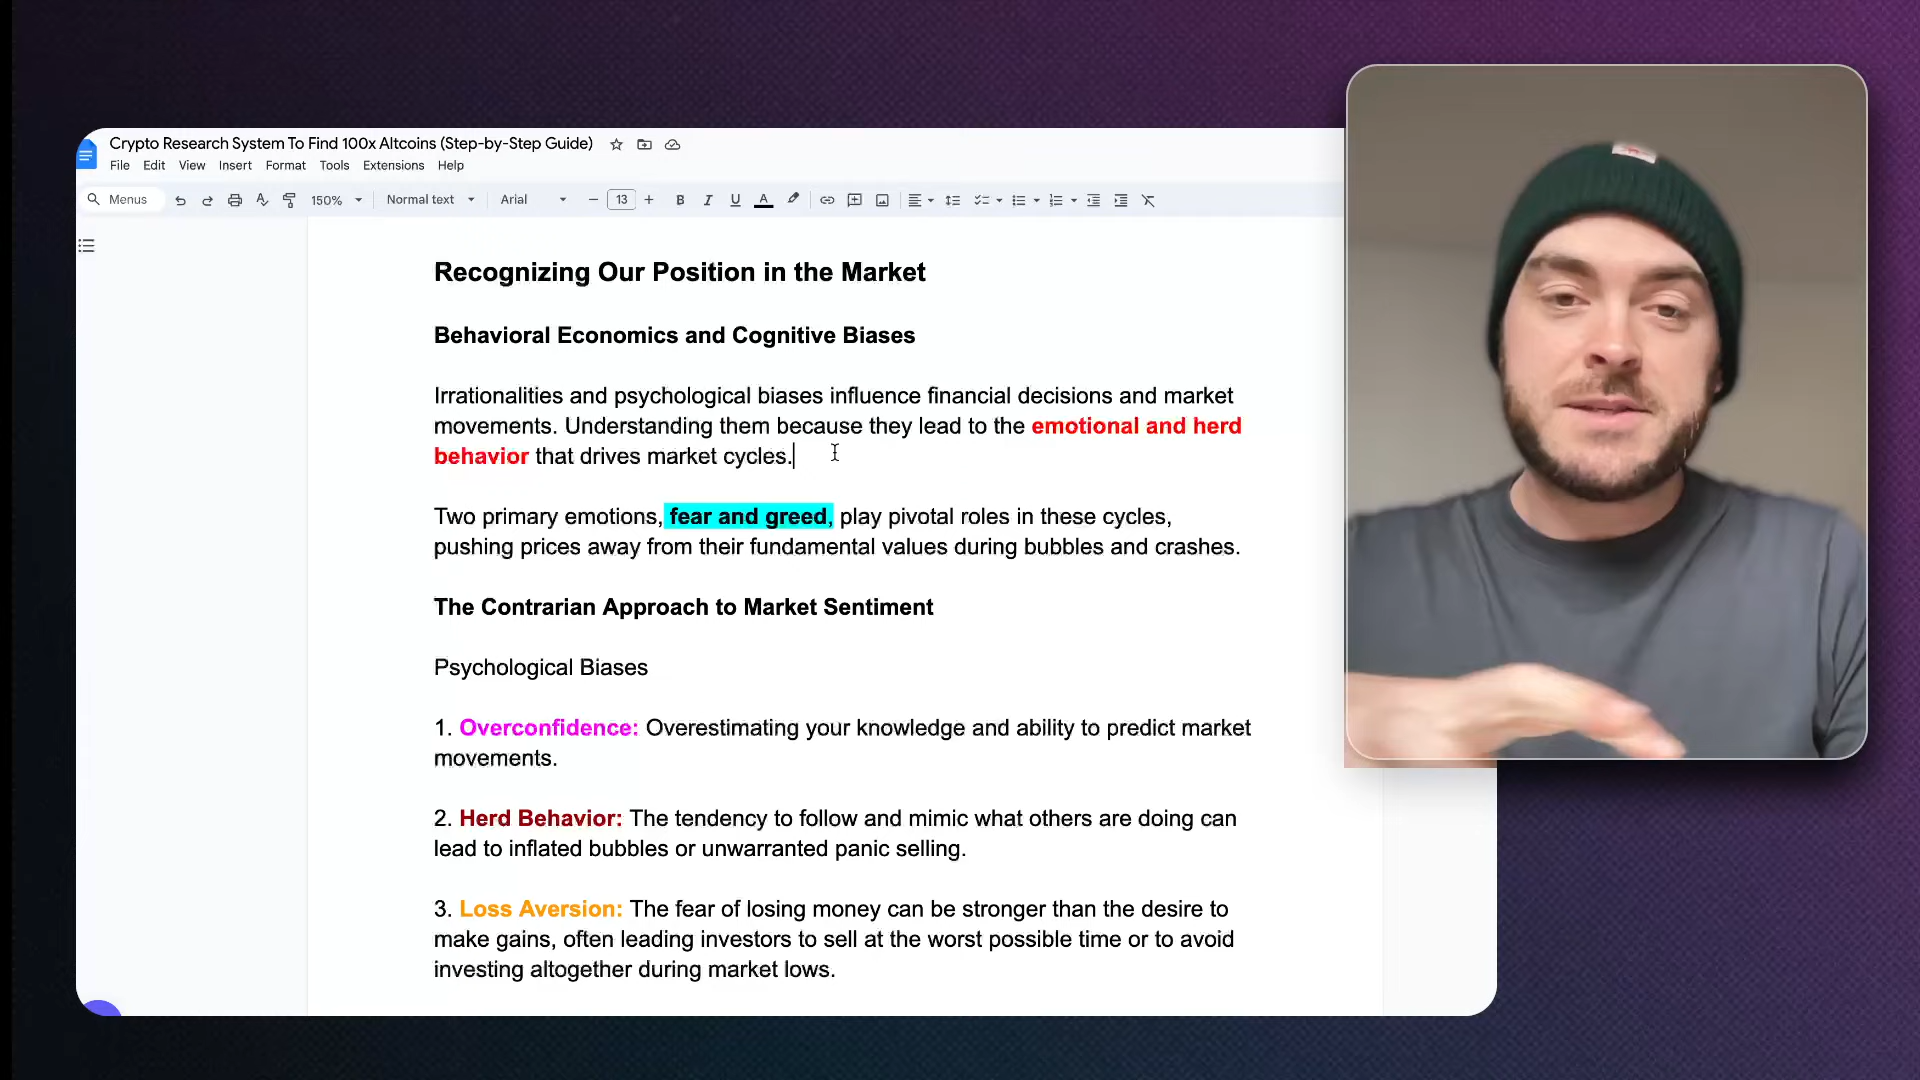 Crypto Research System To Find 100x Altcoins (Step-by-Step Guide)
File Edit View Insert Format Tools Extensions Help
Menus 150% Normal text Arial 13 B I U A
Recognizing Our Position in the Market
Behavioral Economics and Cognitive Biases
Irrationalities and psychological biases influence financial decisions and market
movements. Understanding them because they lead to the emotional and herd
behavior that drives market cycles.
Two primary emotions, fear and greed, play pivotal roles in these cycles,
pushing prices away from their fundamental values during bubbles and crashes.
The Contrarian Approach to Market Sentiment
Psychological Biases
1. Overconfidence: Overestimating your knowledge and ability to predict market
movements.
2. Herd Behavior: The tendency to follow and mimic what others are doing can
lead to inflated bubbles or unwarranted panic selling.
3. Loss Aversion: The fear of losing money can be stronger than the desire to
make gains, often leading investors to sell at the worst possible time or to avoid
investing altogether during market lows.